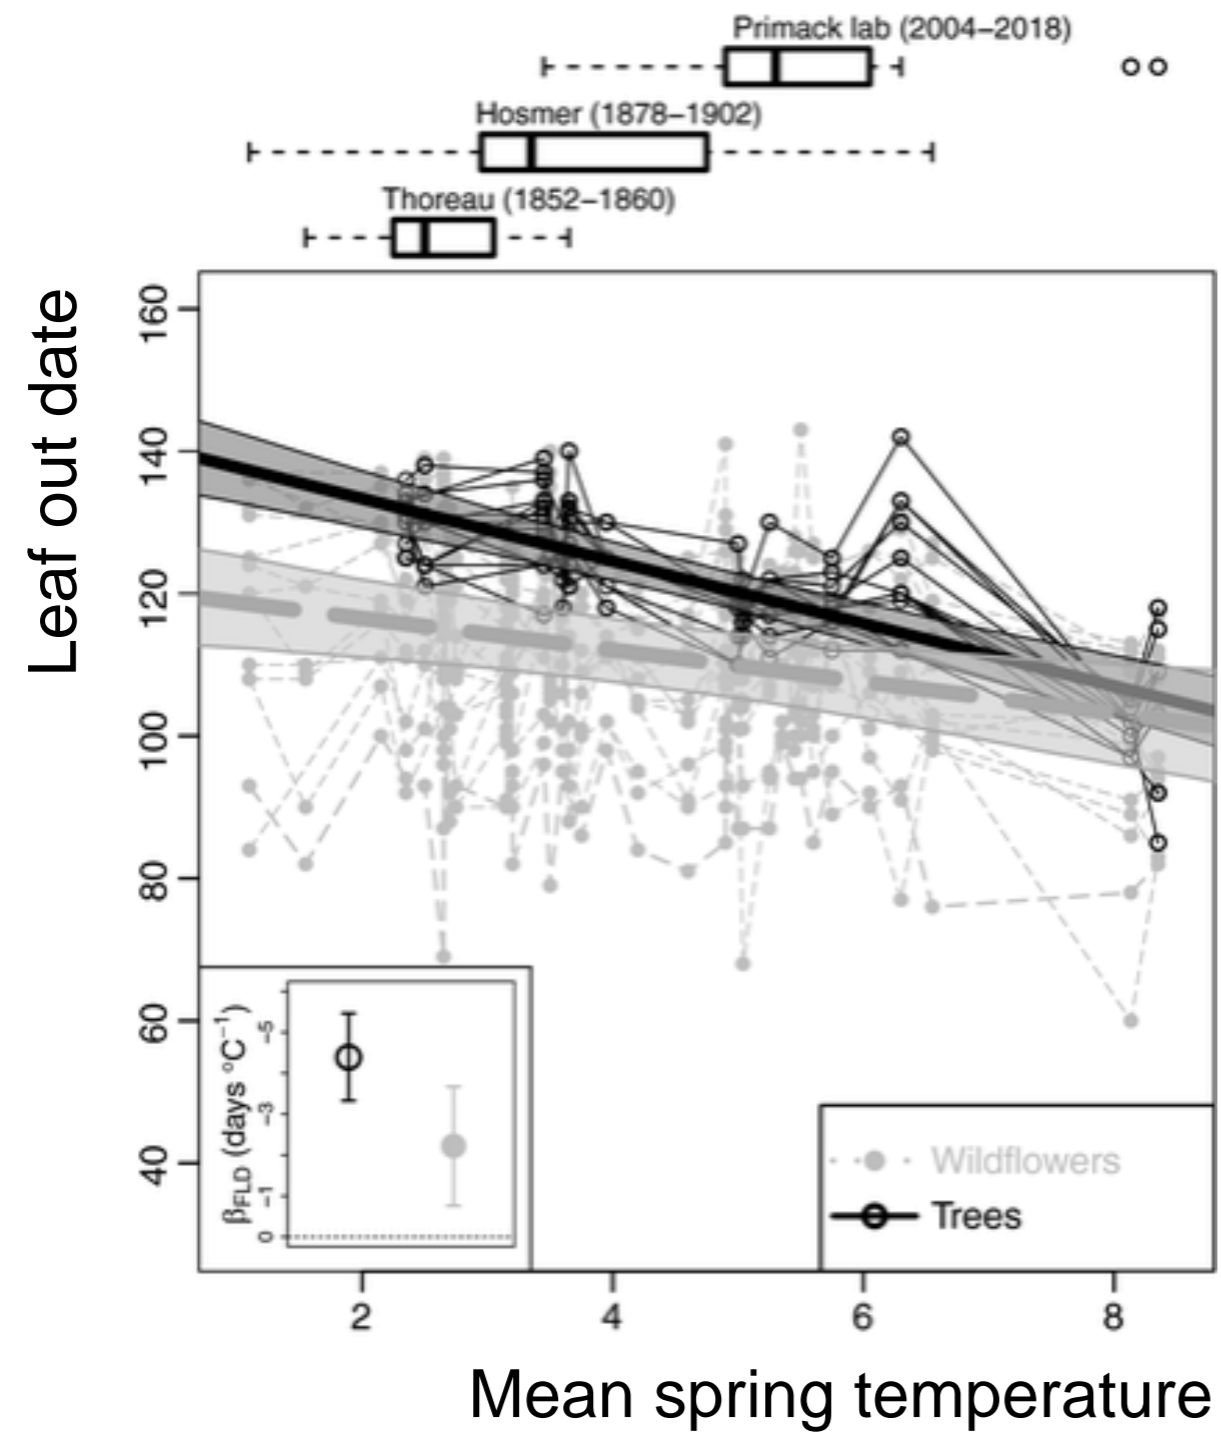 Primack lab (2004–2018)
Hosmer (1878–1902)
Thoreau (1852–1860)
Leaf out date
160
140
120
100
80
60
40
βFLD (days ºC⁻¹)
−5
−3
−1
0
Wildflowers
Trees
2 4 6 8
Mean spring temperature